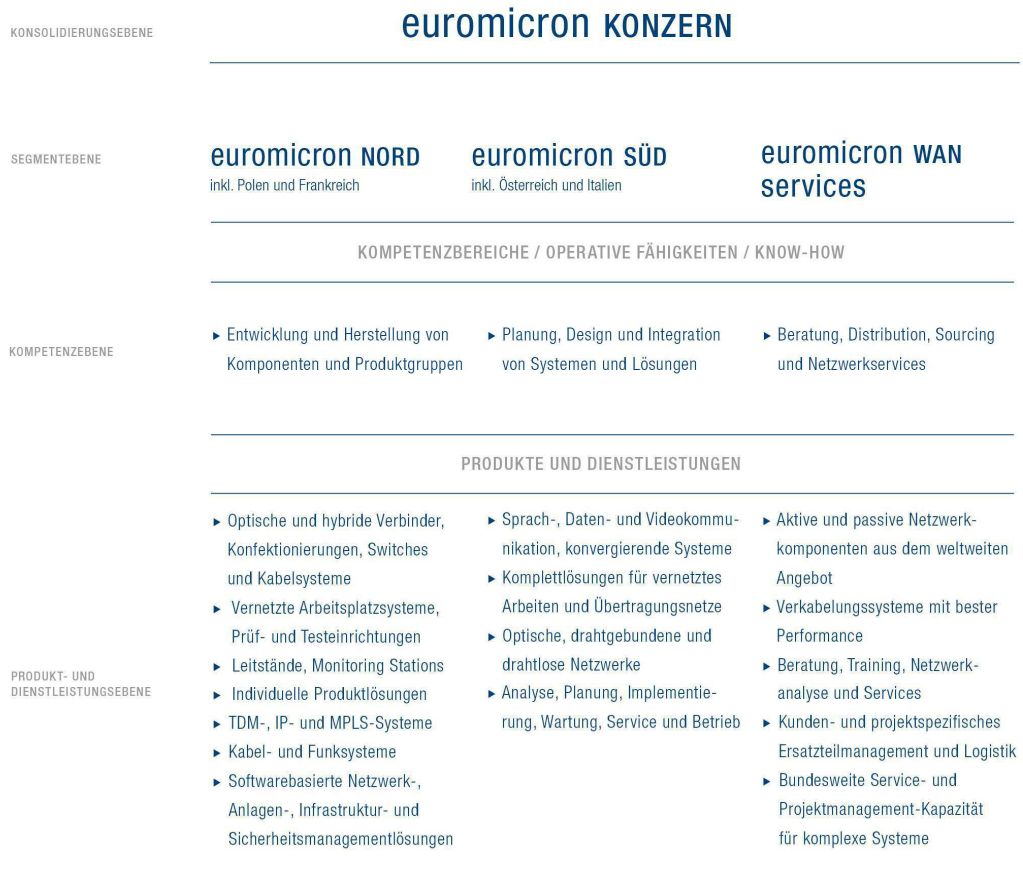 KONSOLIDIERUNGSEBENE
euromicron KONZERN
SEGMENTEBENE
euromicron NORD
inkl. Polen und Frankreich
euromicron SÜD
inkl. Österreich und Italien
euromicron WAN
services
KOMPETENZBEREICHE / OPERATIVE FÄHIGKEITEN / KNOW-HOW
KOMPETENZEBENE
▸ Entwicklung und Herstellung von
Komponenten und Produktgruppen
▸ Planung, Design und Integration
von Systemen und Lösungen
▸ Beratung, Distribution, Sourcing
und Netzwerkservices
PRODUKTE UND DIENSTLEISTUNGEN
PRODUKT- UND
DIENSTLEISTUNGSEBENE
▸ Optische und hybride Verbinder,
Konfektionierungen, Switches
und Kabelsysteme
▸ Vernetzte Arbeitsplatzsysteme,
Prüf- und Testeinrichtungen
▸ Leitstände, Monitoring Stations
▸ Individuelle Produktlösungen
▸ TDM-, IP- und MPLS-Systeme
▸ Kabel- und Funksysteme
▸ Softwarebasierte Netzwerk-,
Anlagen-, Infrastruktur- und
Sicherheitsmanagementlösungen
▸ Sprach-, Daten- und Videokommu-
nikation, konvergierende Systeme
▸ Komplettlösungen für vernetztes
Arbeiten und Übertragungsnetze
▸ Optische, drahtgebundene und
drahtlose Netzwerke
▸ Analyse, Planung, Implementie-
rung, Wartung, Service und Betrieb
▸ Aktive und passive Netzwerk-
komponenten aus dem weltweiten
Angebot
▸ Verkabelungssysteme mit bester
Performance
▸ Beratung, Training, Netzwerk-
analyse und Services
▸ Kunden- und projektspezifisches
Ersatzteilmanagement und Logistik
▸ Bundesweite Service- und
Projektmanagement-Kapazität
für komplexe Systeme